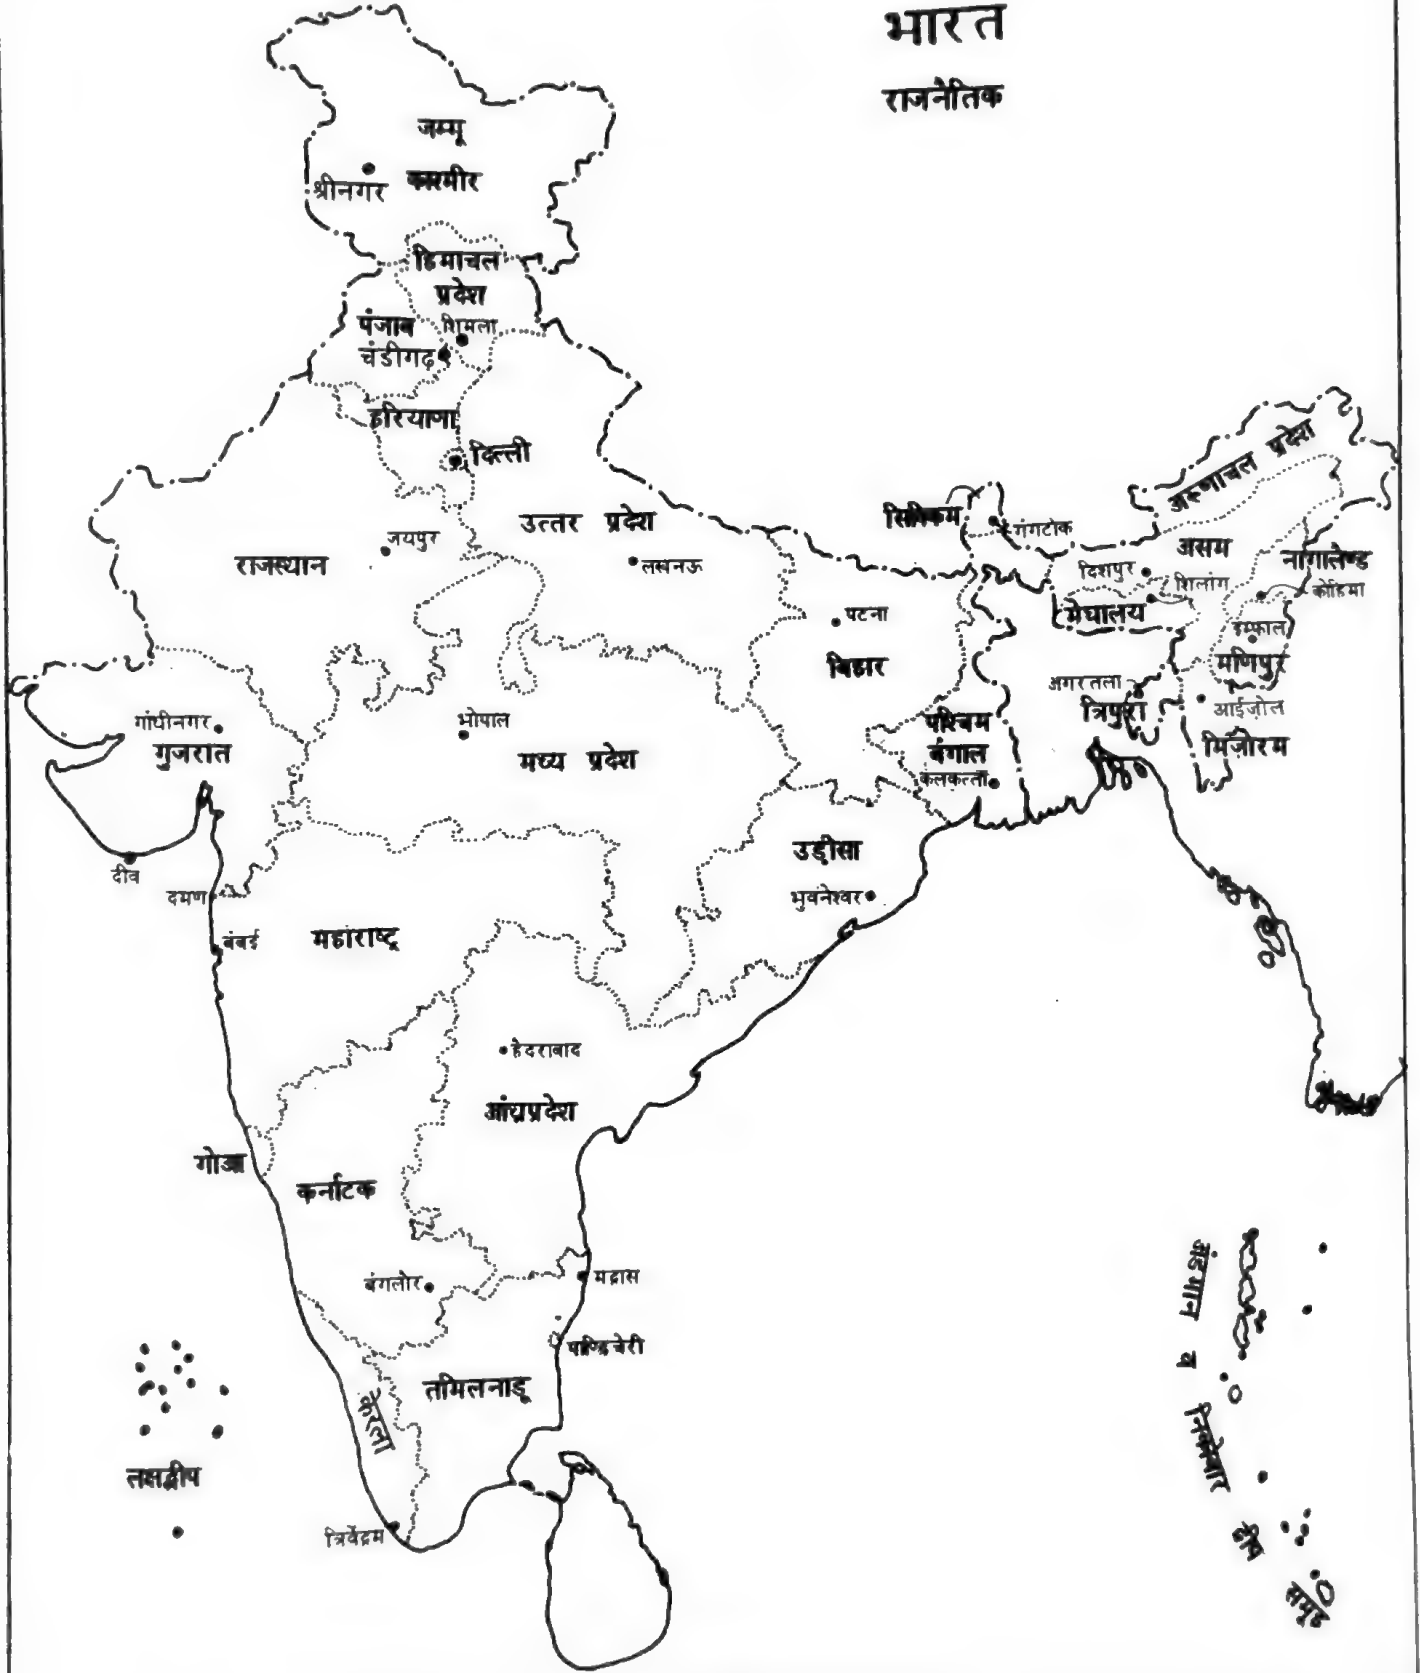 भारत
राजनैतिक
जम्मू
श्रीनगर
काश्मीर
हिमाचल
प्रदेश
पंजाब
शिमला
चंडीगढ़
हरियाणा
दिल्ली
अरूणाचल प्रदेश
उत्तर प्रदेश
सिक्किम
गंगटोक
जयपुर
राजस्थान
लखनऊ
असम
नागालैण्ड
दिशपुर
शिलांग
कोहिमा
मेघालय
पटना
इम्फाल
बिहार
मणिपुर
अगरतला
त्रिपुरा
आईज़ोल
मिज़ोरम
गांधीनगर
गुजरात
भोपाल
मध्य प्रदेश
पश्चिम
बंगाल
कलकत्ता
उड़ीसा
भुवनेश्वर
दीव
दमण
बंबई
महाराष्ट्र
हैदराबाद
आंध्रप्रदेश
गोआ
कर्नाटक
बंगलोर
मद्रास
पाण्डिचेरी
तमिलनाडू
केरला
त्रिवेंद्रम
लक्षद्वीप
अंडमान व निकोबार द्वीप समूह